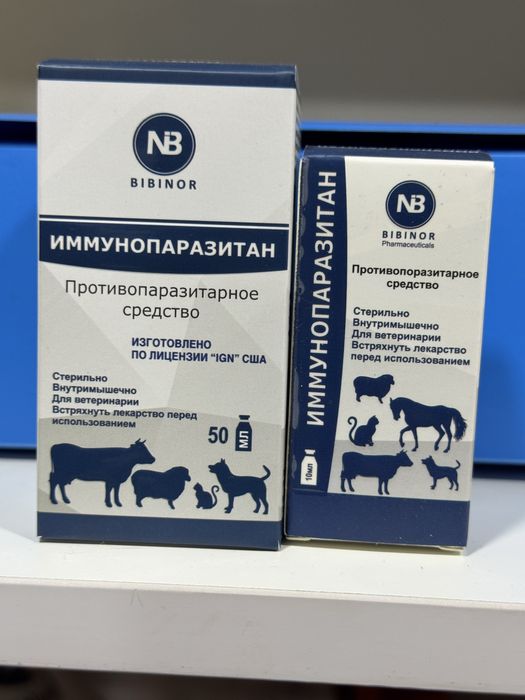 NB
BIBINOR
ИММУНОПАРАЗИТАН
Противопаразитарное
средство
ИЗГОТОВЛЕНО
ПО ЛИЦЕНЗИИ “IGN” США
Стерильно
Внутримышечно
Для ветеринарии
Встряхнуть лекарство перед
использованием
50 МЛ
ИММУНОПАРАЗИТАН
10мл
NB
BIBINOR
Pharmaceuticals
Противопоразитарное
средство
Стерильно
Внутримышечно
Для ветеринарии
Встряхнуть лекарство
перед использованием